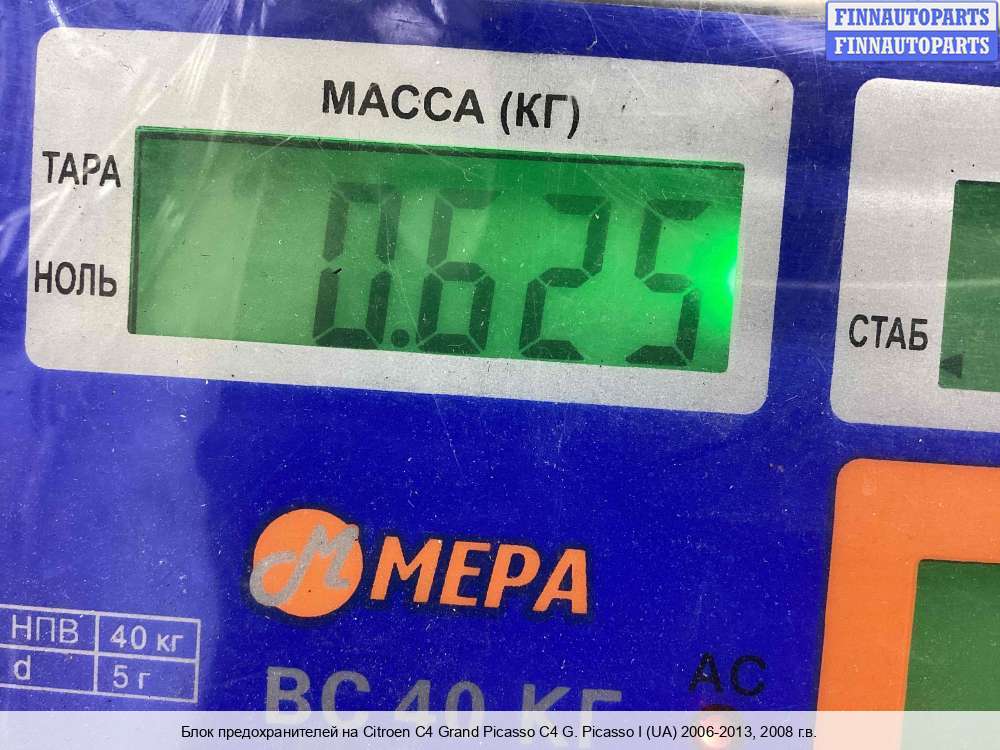 FINNAUTOPARTS
FINNAUTOPARTS
МАССА (КГ)
ТАРА
НОЛЬ
0.625
СТАБ
М МЕРА
НПВ 40 кг
d 5 г
ВС 40 КГ
AC
Блок предохранителей на Citroen C4 Grand Picasso C4 G. Picasso I (UA) 2006-2013, 2008 г.в.